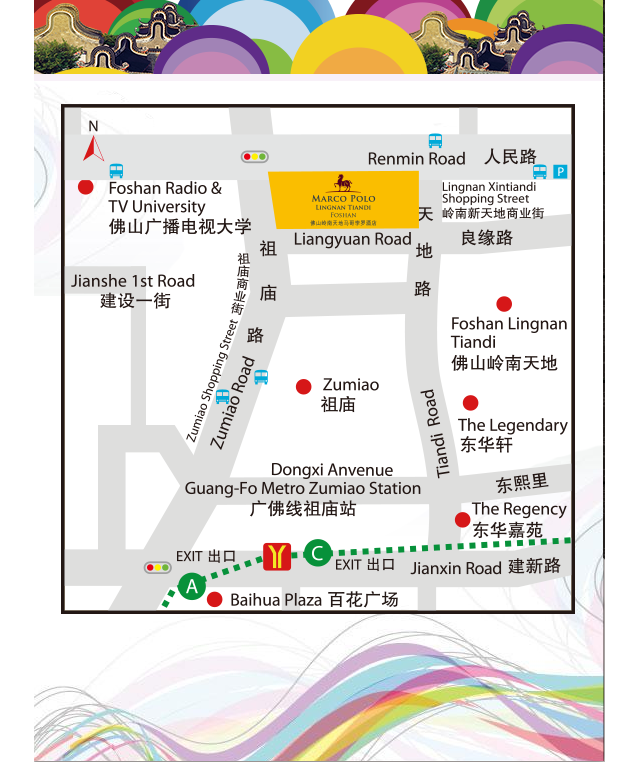 N
Renmin Road 人民路
P
Foshan Radio &
TV University
佛山广播电视大学
MARCO POLO
LINGNAN TIANDI
FOSHAN
佛山岭南天地马哥孛罗酒店
Lingnan Xintiandi
Shopping Street
岭南新天地商业街
天地路
Liangyuan Road
良缘路
祖庙路
祖庙商业街
Jianshe 1st Road
建设一街
Foshan Lingnan
Tiandi
佛山岭南天地
Zumiao Shopping Street
Zumiao Road
Zumiao
祖庙
Tiandi Road
The Legendary
东华轩
Dongxi Anvenue
东熙里
Guang-Fo Metro Zumiao Station
广佛线祖庙站
The Regency
东华嘉苑
EXIT 出口
C
EXIT 出口
Jianxin Road 建新路
A
Baihua Plaza 百花广场